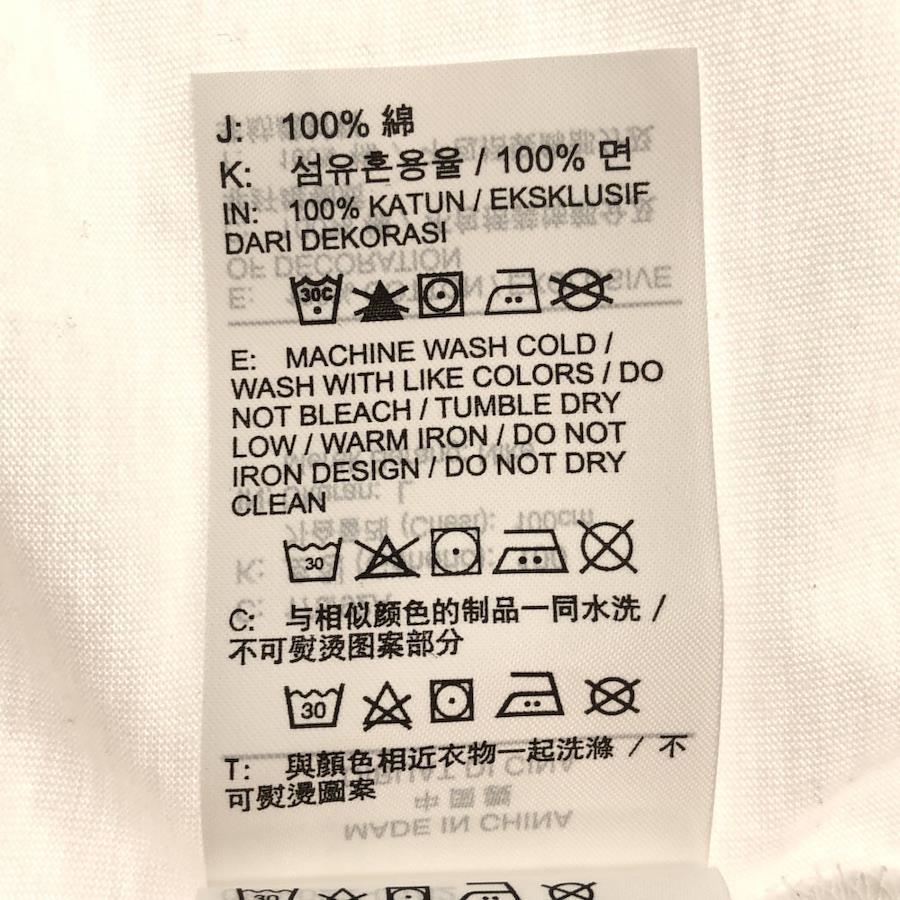 J: 100% 綿
K: 섬유혼용율 / 100% 면
IN: 100% KATUN / EKSKLUSIF
DARI DEKORASI
30C
E: MACHINE WASH COLD /
WASH WITH LIKE COLORS / DO
NOT BLEACH / TUMBLE DRY
LOW / WARM IRON / DO NOT
IRON DESIGN / DO NOT DRY
CLEAN
30
C: 与相似颜色的制品一同水洗 /
不可熨烫图案部分
30
T: 與顏色相近衣物一起洗滌 / 不
可熨燙圖案
MADE IN CHINA
30